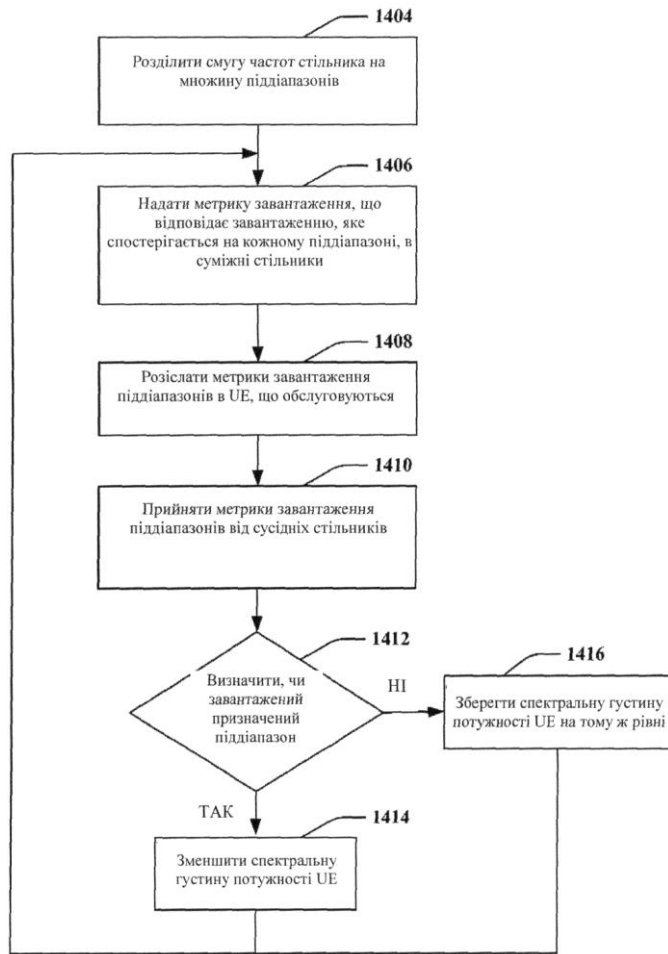 1404
Розділити смугу частот стільника на
множину піддіапазонів
1406
Надати метрику завантаження, що
відповідає завантаженню, яке
спостерігається на кожному піддіапазоні, в
суміжні стільники
1408
Розіслати метрики завантаження
піддіапазонів в UE, що обслуговуються
1410
Прийняти метрики завантаження
піддіапазонів від сусідніх стільників
1412
Визначити, чи
завантажений
призначений
піддіапазон
НІ
1416
Зберегти спектральну густину
потужності UE на тому ж рівні
ТАК
1414
Зменшити спектральну
густину потужності UE